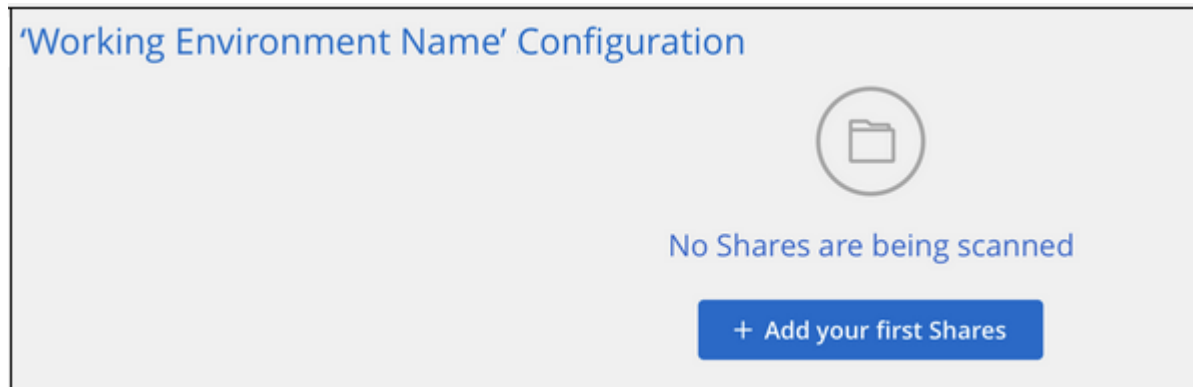 ‘Working Environment Name’ Configuration
No Shares are being scanned
+ Add your first Shares